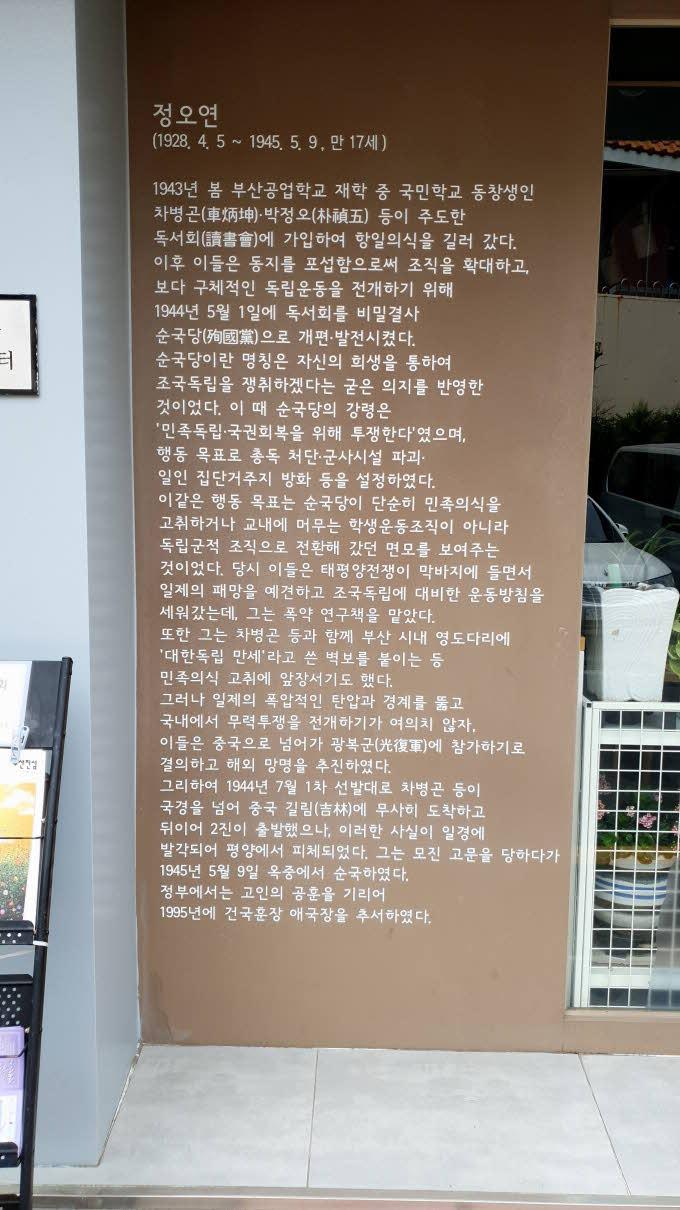 정오연
(1928. 4. 5 ~ 1945. 5. 9 , 만 17세)
1943년 봄 부산공업학교 재학 중 국민학교 동창생인
차병곤(車炳坤)·박정오(朴禎五) 등이 주도한
독서회(讀書會)에 가입하여 항일의식을 길러 갔다.
이후 이들은 동지를 포섭함으로써 조직을 확대하고,
보다 구체적인 독립운동을 전개하기 위해
1944년 5월 1일에 독서회를 비밀결사
순국당(殉國黨)으로 개편·발전시켰다.
순국당이란 명칭은 자신의 희생을 통하여
조국독립을 쟁취하겠다는 굳은 의지를 반영한
것이었다. 이 때 순국당의 강령은
'민족독립·국권회복을 위해 투쟁한다'였으며,
행동 목표로 총독 처단·군사시설 파괴·
일인 집단거주지 방화 등을 설정하였다.
이같은 행동 목표는 순국당이 단순히 민족의식을
고취하거나 교내에 머무는 학생운동조직이 아니라
독립군적 조직으로 전환해 갔던 면모를 보여주는
것이었다. 당시 이들은 태평양전쟁이 막바지에 들면서
일제의 패망을 예견하고 조국독립에 대비한 운동방침을
세워갔는데, 그는 폭약 연구책을 맡았다.
또한 그는 차병곤 등과 함께 부산 시내 영도다리에
'대한독립 만세'라고 쓴 벽보를 붙이는 등
민족의식 고취에 앞장서기도 했다.
그러나 일제의 폭압적인 탄압과 경계를 뚫고
국내에서 무력투쟁을 전개하기가 여의치 않자,
이들은 중국으로 넘어가 광복군(光復軍)에 참가하기로
결의하고 해외 망명을 추진하였다.
그리하여 1944년 7월 1차 선발대로 차병곤 등이
국경을 넘어 중국 길림(吉林)에 무사히 도착하고
뒤이어 2진이 출발했으나, 이러한 사실이 일경에
발각되어 평양에서 피체되었다. 그는 모진 고문을 당하다가
1945년 5월 9일 옥중에서 순국하였다.
정부에서는 고인의 공훈을 기리어
1995년에 건국훈장 애국장을 추서하였다.
터